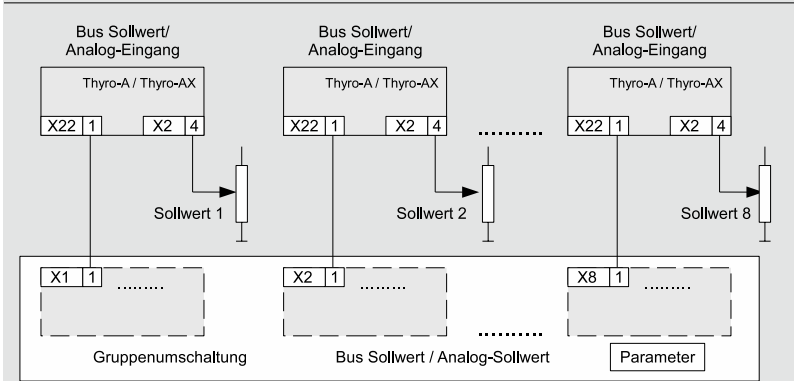 Bus Sollwert/ Bus Sollwert/ Bus Sollwert/
Analog-Eingang Analog-Eingang Analog-Eingang
Thyro-A / Thyro-AX Thyro-A / Thyro-AX Thyro-A / Thyro-AX
X22 1 X2 4 X22 1 X2 4 .......... X22 1 X2 4
Sollwert 1 Sollwert 2 Sollwert 8
X1 1 X2 1 X8 1
........ ......... ........
..........
Gruppenumschaltung Bus Sollwert / Analog-Sollwert Parameter